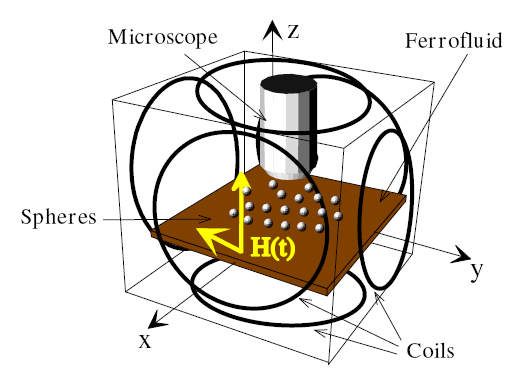 Microscope
z
Ferrofluid
Spheres
H(t)
y
x
Coils